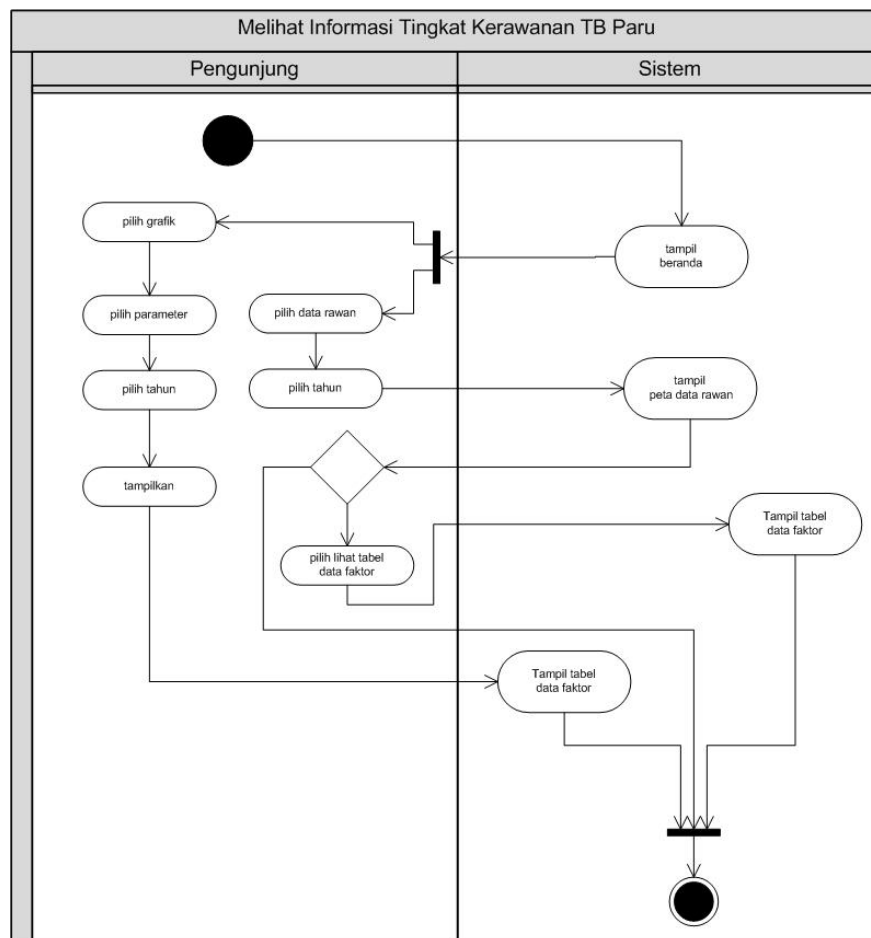 Melihat Informasi Tingkat Kerawanan TB Paru
Pengunjung
Sistem
pilih grafik
tampil
beranda
pilih parameter
pilih data rawan
pilih tahun
pilih tahun
tampil
peta data rawan
tampilkan
Tampil tabel
data faktor
pilih lihat tabel
data faktor
Tampil tabel
data faktor